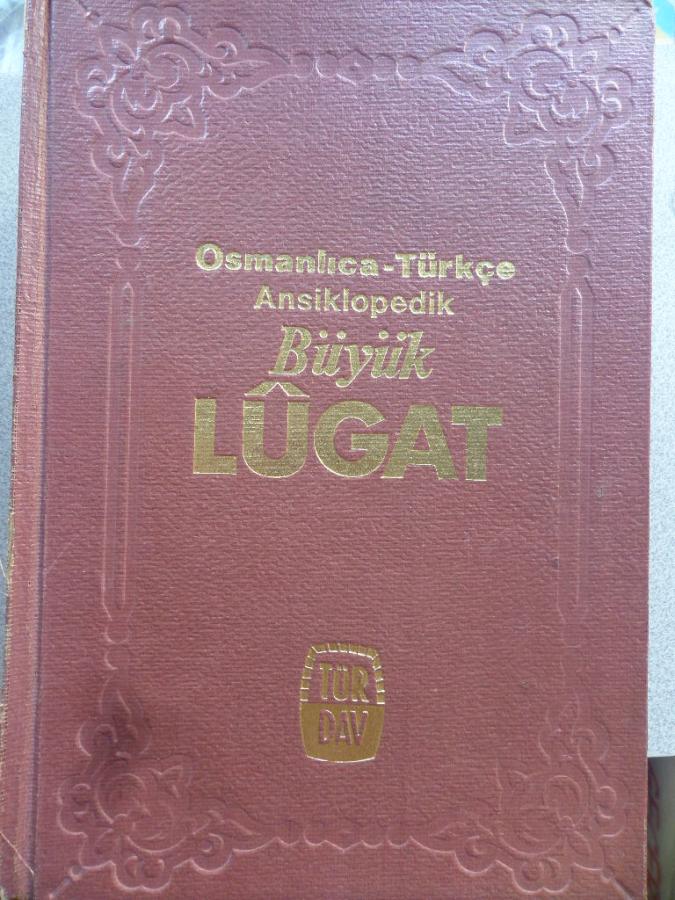 Osmanlıca-Türkçe
Ansiklopedik
Büyük
LÛGAT
TÜR
DAV